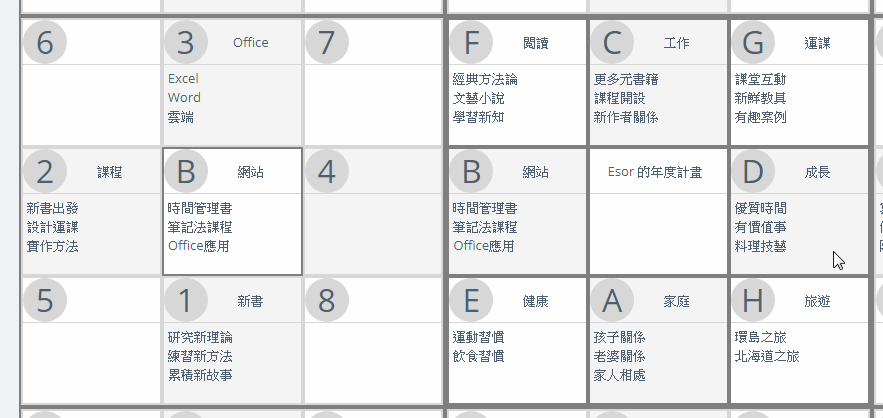 6
3 Office
Excel
Word
雲端
7
2 課程
新書出發
設計運課
實作方法
B 網站
時間管理書
筆記法課程
Office應用
4
5
1 新書
研究新理論
練習新方法
累積新故事
8
F 閱讀
經典方法論
文藝小說
學習新知
C 工作
更多元書籍
課程開設
新作者關係
G 運課
課堂互動
新鮮教具
有趣案例
B 網站
時間管理書
筆記法課程
Office應用
Esor 的年度計畫
D 成長
優質時間
有價值事
料理技藝
E 健康
運動習慣
飲食習慣
A 家庭
孩子關係
老婆關係
家人相處
H 旅遊
環島之旅
北海道之旅